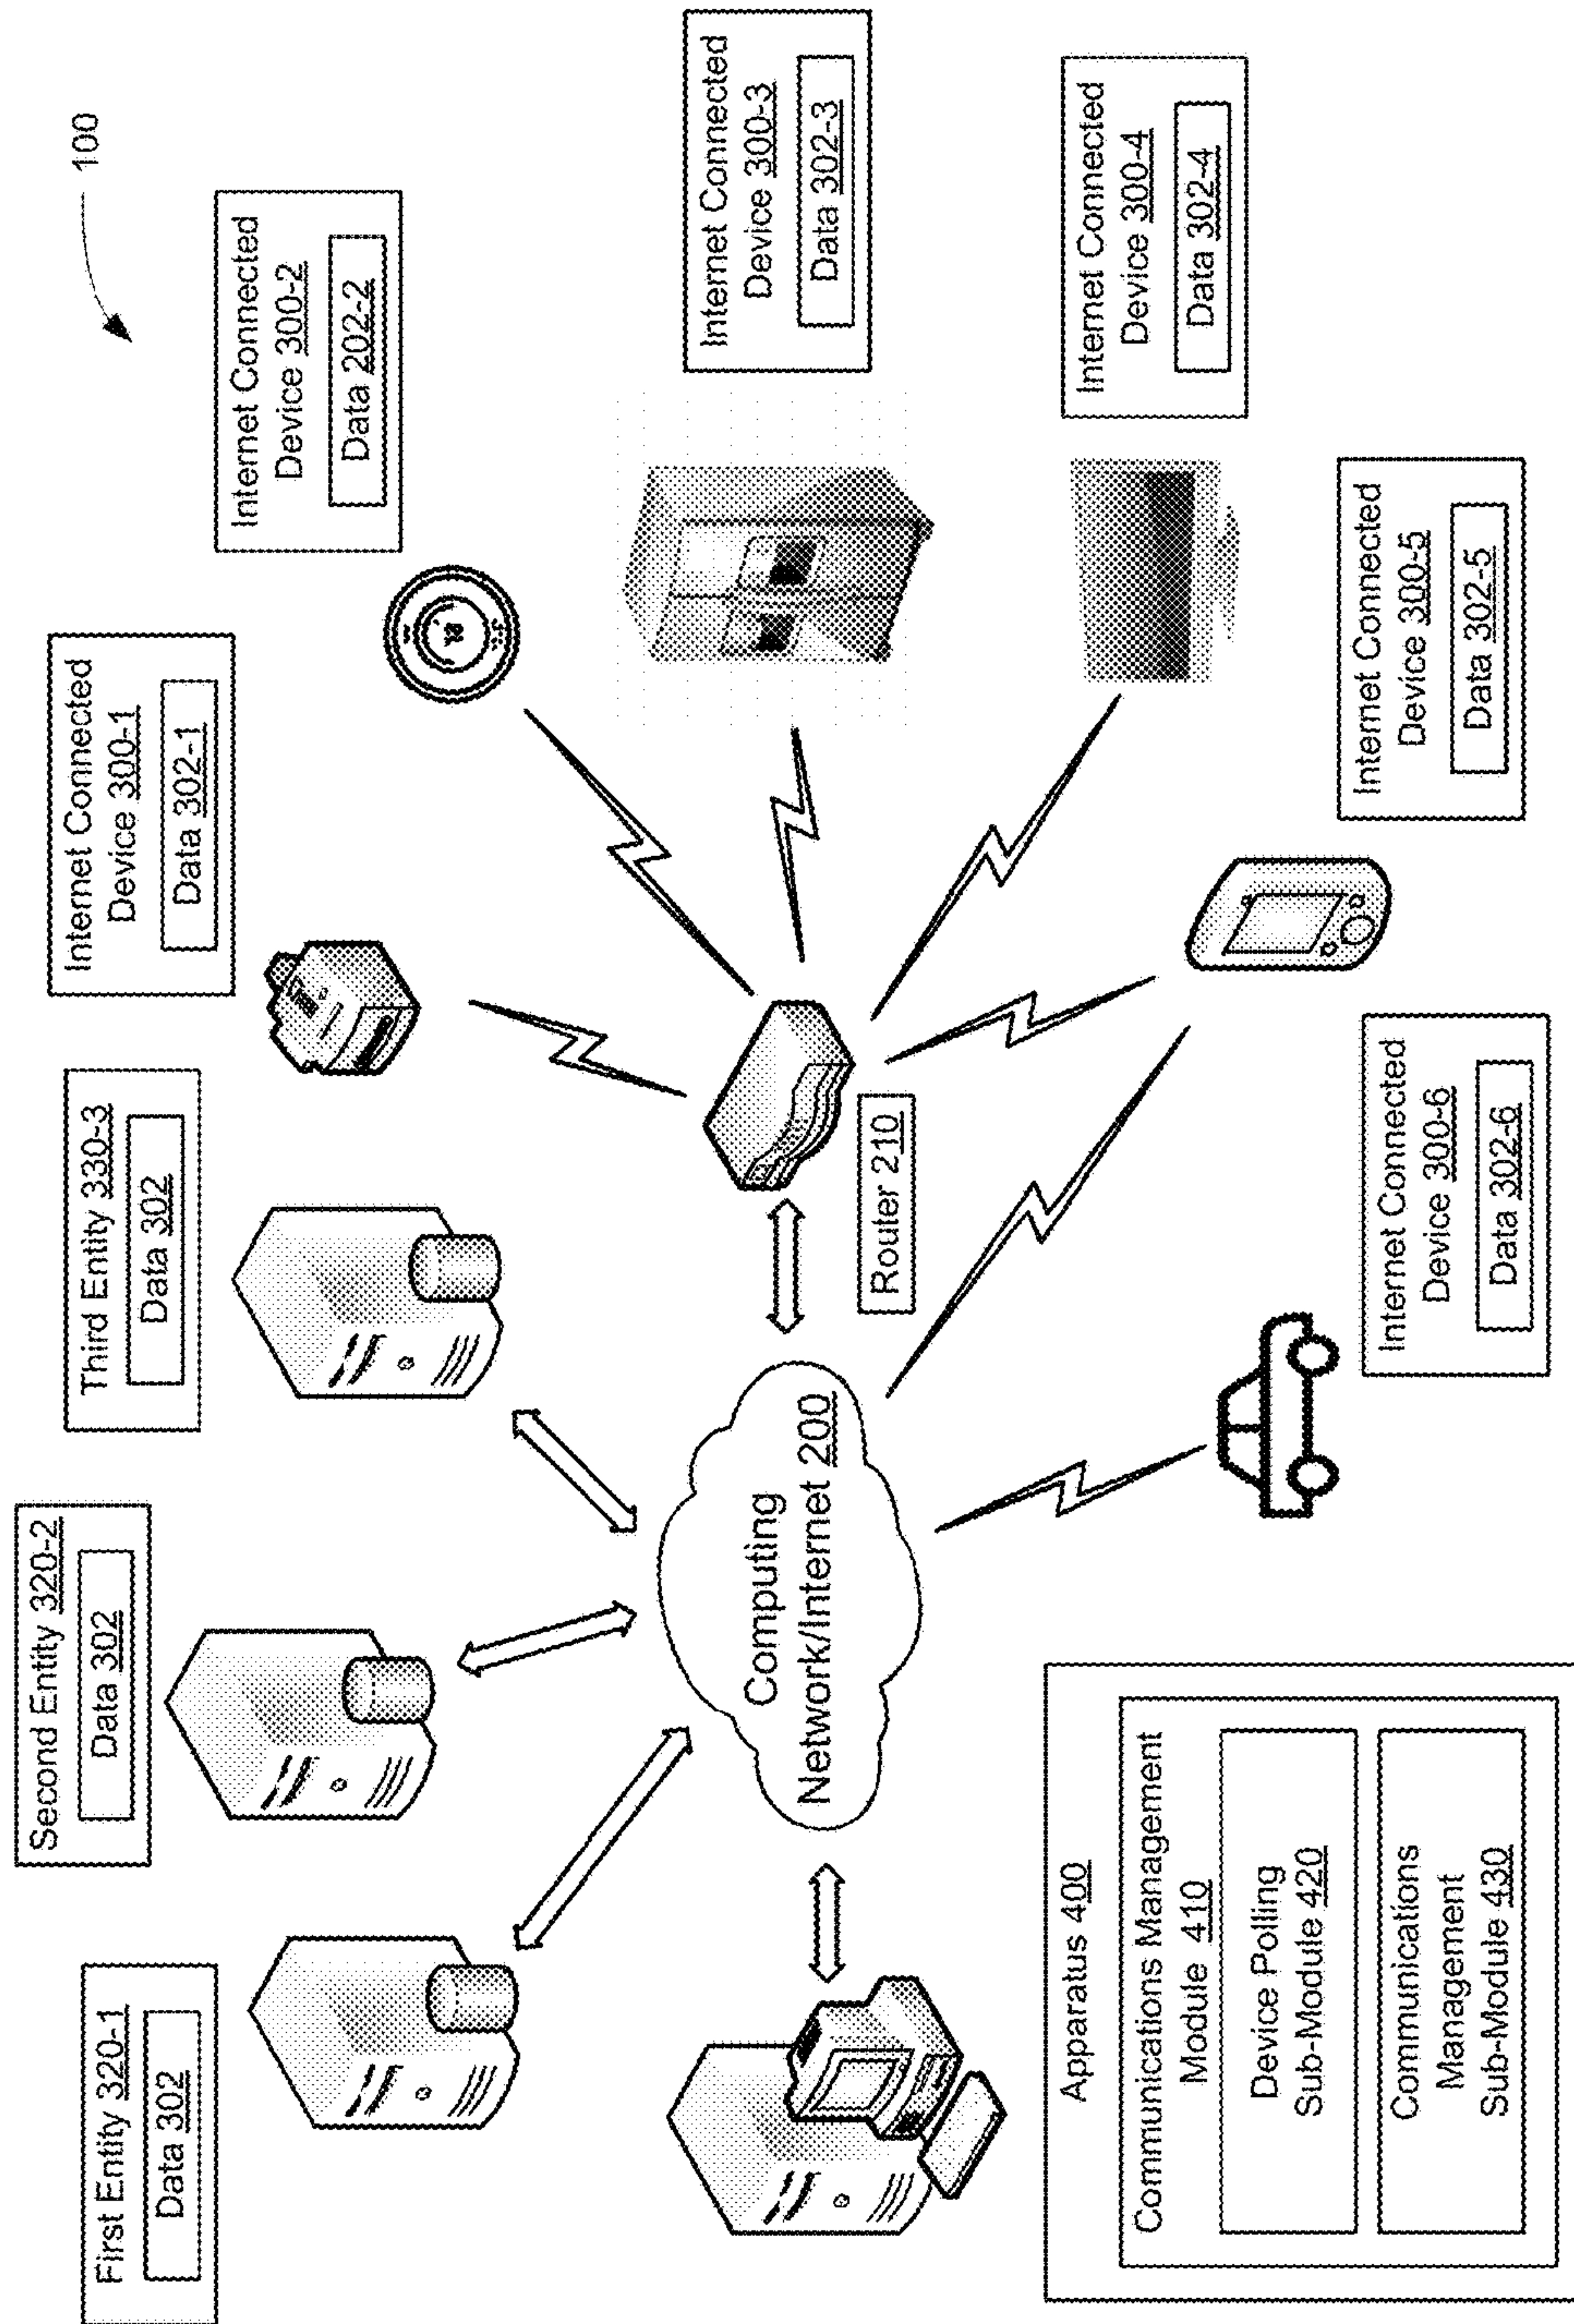 100
First Entity 320-1
Data 302
Second Entity 320-2
Data 302
Third Entity 330-3
Data 302
Internet Connected
Device 300-1
Data 302-1
Internet Connected
Device 300-2
Data 202-2
Internet Connected
Device 300-3
Data 302-3
Internet Connected
Device 300-4
Data 302-4
Internet Connected
Device 300-5
Data 302-5
Internet Connected
Device 300-6
Data 302-6
Router 210
Computing
Network/Internet 200
Apparatus 400
Communications Management
Module 410
Device Polling
Sub-Module 420
Communications
Management
Sub-Module 430